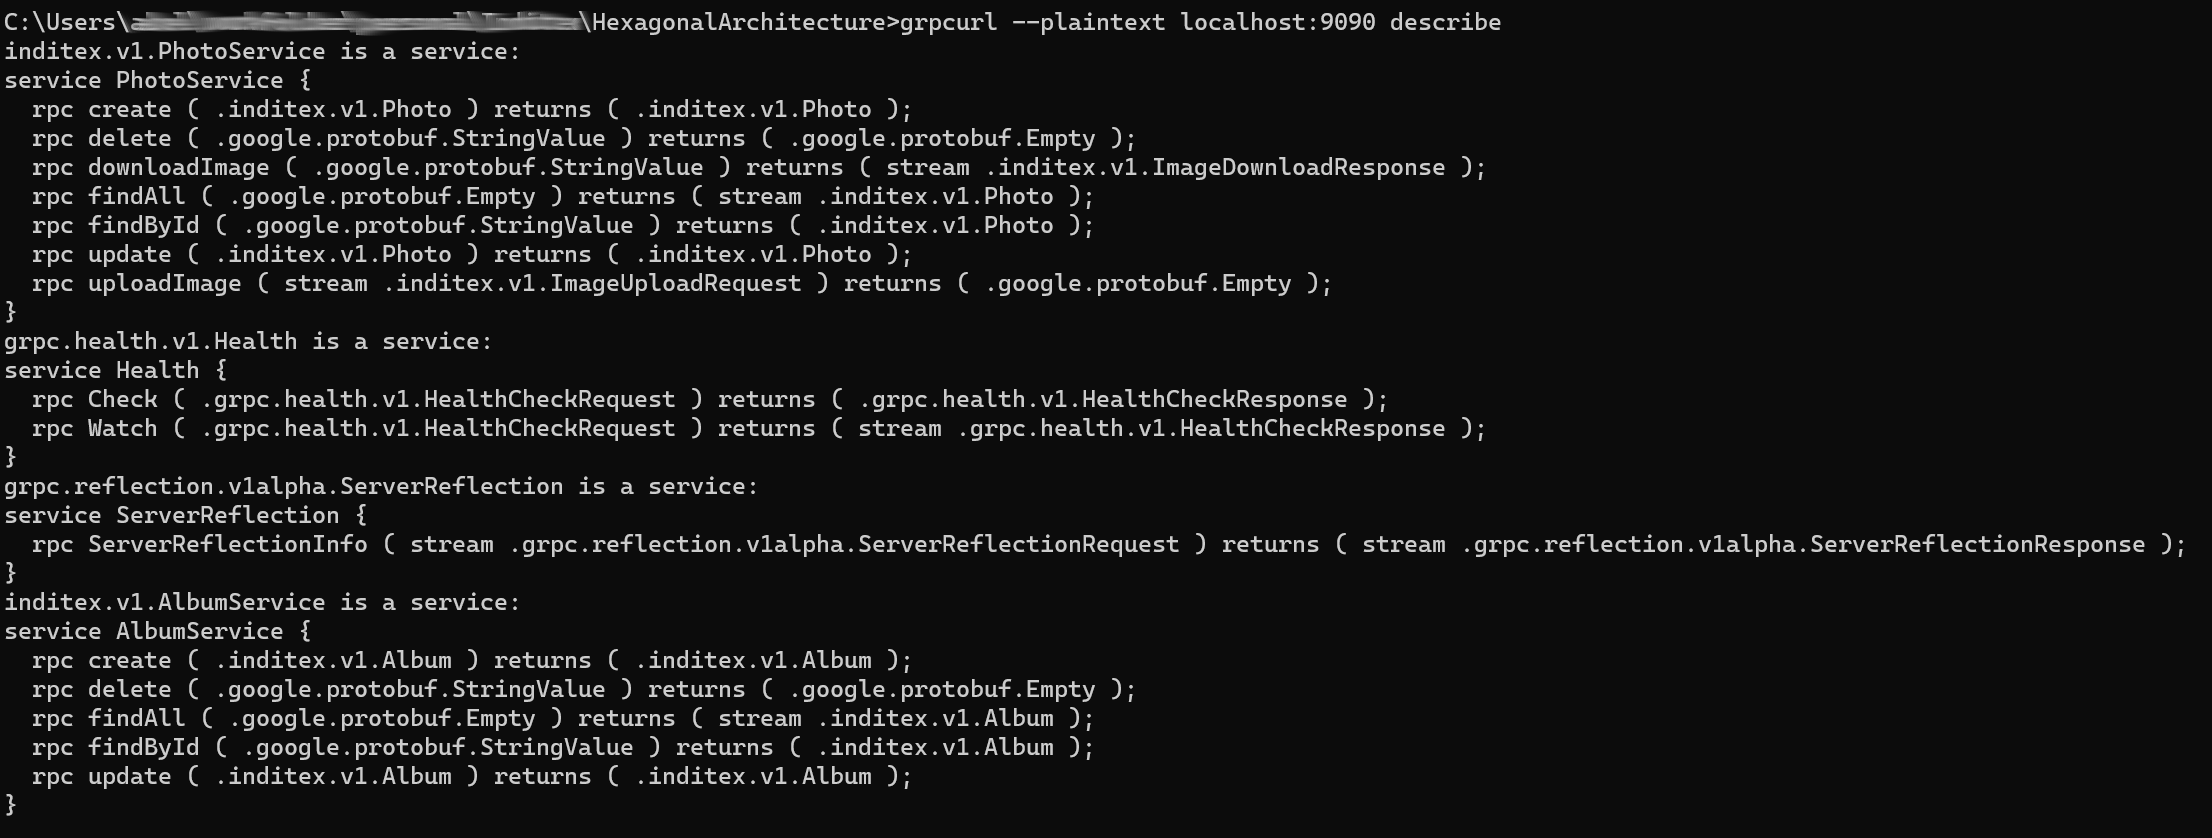 C:\Users\ \HexagonalArchitecture>grpcurl --plaintext localhost:9090 describe
inditex.v1.PhotoService is a service:
service PhotoService {
  rpc create ( .inditex.v1.Photo ) returns ( .inditex.v1.Photo );
  rpc delete ( .google.protobuf.StringValue ) returns ( .google.protobuf.Empty );
  rpc downloadImage ( .google.protobuf.StringValue ) returns ( stream .inditex.v1.ImageDownloadResponse );
  rpc findAll ( .google.protobuf.Empty ) returns ( stream .inditex.v1.Photo );
  rpc findById ( .google.protobuf.StringValue ) returns ( .inditex.v1.Photo );
  rpc update ( .inditex.v1.Photo ) returns ( .inditex.v1.Photo );
  rpc uploadImage ( stream .inditex.v1.ImageUploadRequest ) returns ( .google.protobuf.Empty );
}
grpc.health.v1.Health is a service:
service Health {
  rpc Check ( .grpc.health.v1.HealthCheckRequest ) returns ( .grpc.health.v1.HealthCheckResponse );
  rpc Watch ( .grpc.health.v1.HealthCheckRequest ) returns ( stream .grpc.health.v1.HealthCheckResponse );
}
grpc.reflection.v1alpha.ServerReflection is a service:
service ServerReflection {
  rpc ServerReflectionInfo ( stream .grpc.reflection.v1alpha.ServerReflectionRequest ) returns ( stream .grpc.reflection.v1alpha.ServerReflectionResponse );
}
inditex.v1.AlbumService is a service:
service AlbumService {
  rpc create ( .inditex.v1.Album ) returns ( .inditex.v1.Album );
  rpc delete ( .google.protobuf.StringValue ) returns ( .google.protobuf.Empty );
  rpc findAll ( .google.protobuf.Empty ) returns ( stream .inditex.v1.Album );
  rpc findById ( .google.protobuf.StringValue ) returns ( .inditex.v1.Album );
  rpc update ( .inditex.v1.Album ) returns ( .inditex.v1.Album );
}